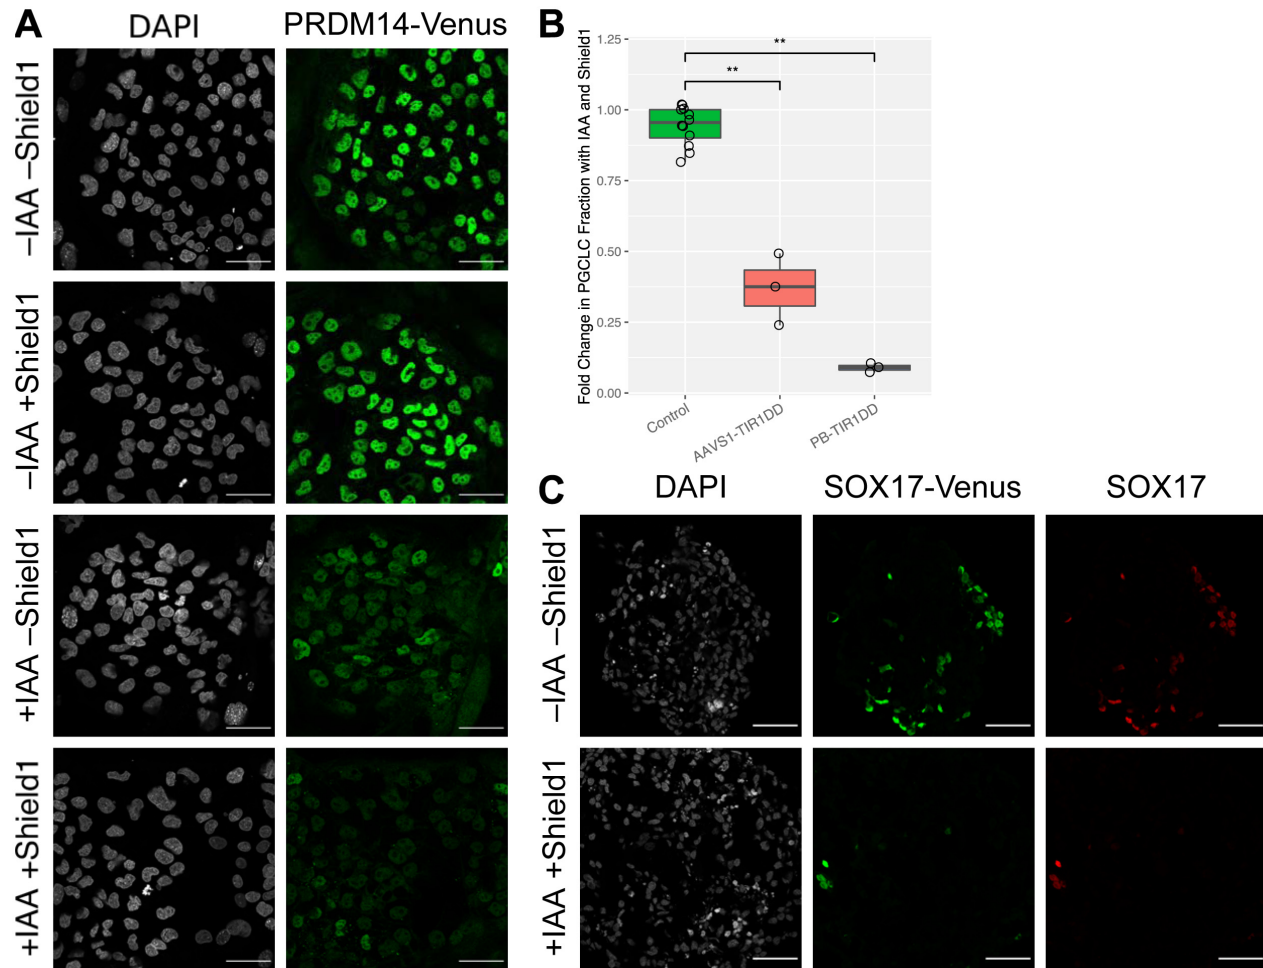 A
DAPI
PRDM14-Venus
–IAA –Shield1
–IAA +Shield1
+IAA –Shield1
+IAA +Shield1
B
Fold Change in PGCLC Fraction with IAA and Shield1
1.25
1.00
0.75
0.50
0.25
0.00
**
**
Control
AAVS1-TIR1DD
PB-TIR1DD
C
DAPI
SOX17-Venus
SOX17
–IAA –Shield1
+IAA +Shield1